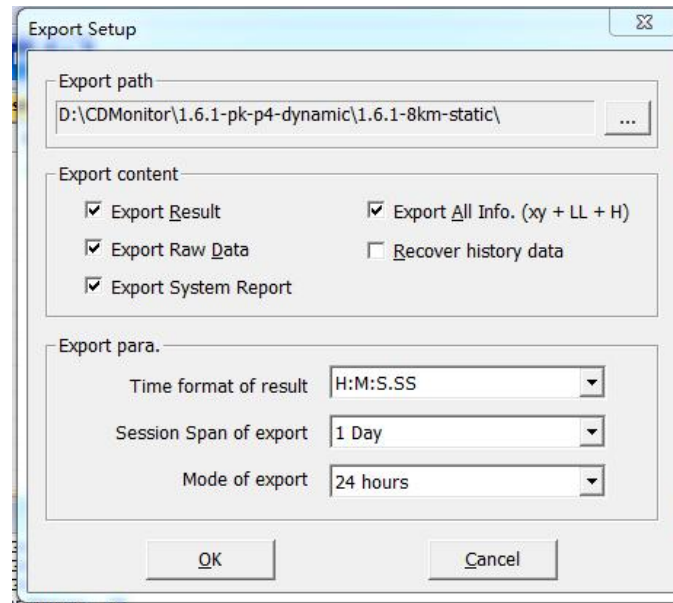 Export Setup
Export path
D:\CDMonitor\1.6.1-pk-p4-dynamic\1.6.1-8km-static\
...
Export content
Export Result
Export All Info. (xy + LL + H)
Export Raw Data
Recover history data
Export System Report
Export para.
Time format of result H:M:S.SS
Session Span of export 1 Day
Mode of export 24 hours
OK Cancel